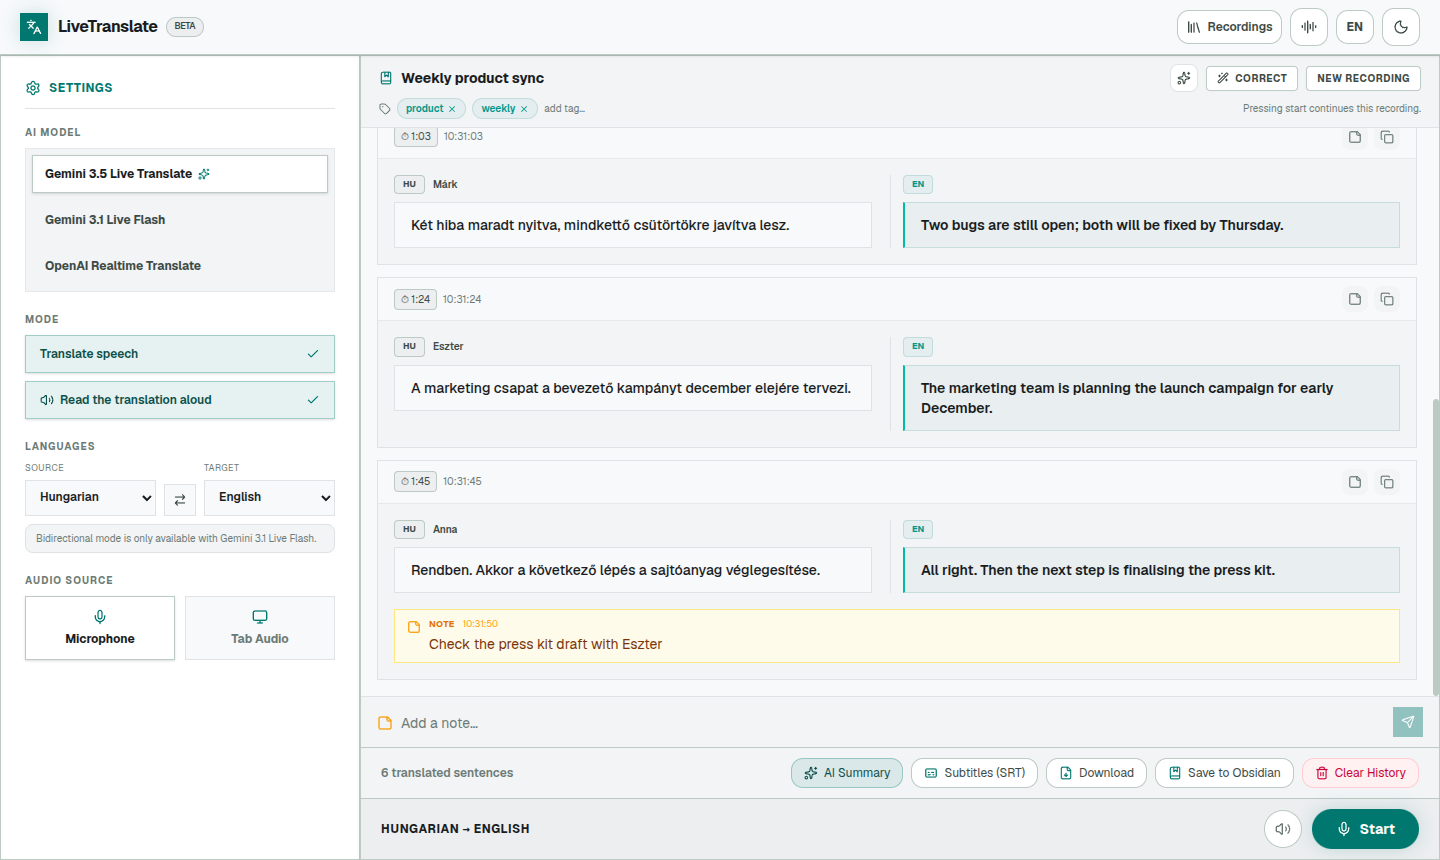 LiveTranslate BETA
Recordings EN
SETTINGS
AI MODEL
Gemini 3.5 Live Translate
Gemini 3.1 Live Flash
OpenAI Realtime Translate
MODE
Translate speech
Read the translation aloud
LANGUAGES
SOURCE TARGET
Hungarian English
Bidirectional mode is only available with Gemini 3.1 Live Flash.
AUDIO SOURCE
Microphone Tab Audio
Weekly product sync
CORRECT NEW RECORDING
product × weekly × add tag...
Pressing start continues this recording.
1:03 10:31:03
HU Márk
Két hiba maradt nyitva, mindkettő csütörtökre javítva lesz.
EN
Two bugs are still open; both will be fixed by Thursday.
1:24 10:31:24
HU Eszter
A marketing csapat a bevezető kampányt december elejére tervezi.
EN
The marketing team is planning the launch campaign for early
December.
1:45 10:31:45
HU Anna
Rendben. Akkor a következő lépés a sajtóanyag véglegesítése.
EN
All right. Then the next step is finalising the press kit.
NOTE 10:31:50
Check the press kit draft with Eszter
Add a note...
6 translated sentences
AI Summary Subtitles (SRT) Download Save to Obsidian Clear History
HUNGARIAN → ENGLISH
Start